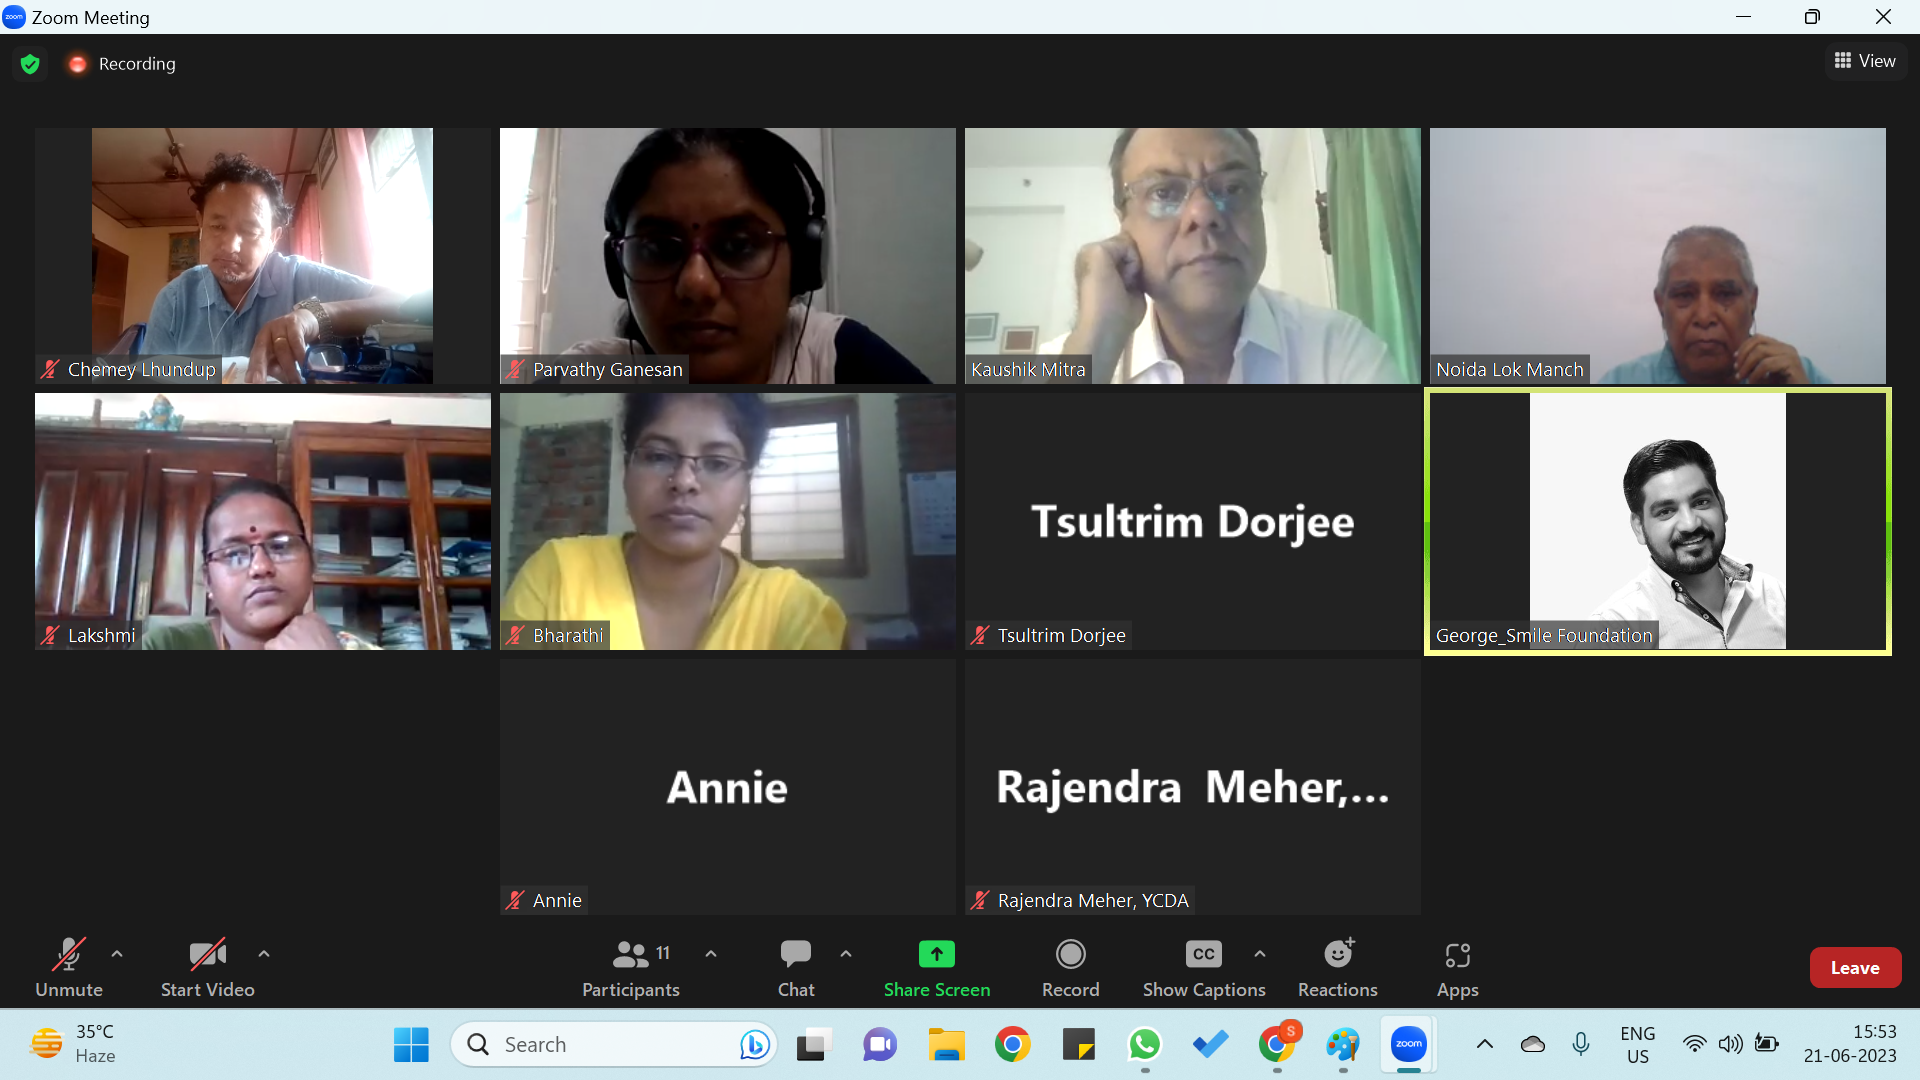 zoom Zoom Meeting
Recording
View
Chemey Lhundup
Parvathy Ganesan
Kaushik Mitra
Noida Lok Manch
Lakshmi
Bharathi
Tsultrim Dorjee
Tsultrim Dorjee
George_Smile Foundation
Annie
Annie
Rajendra Meher,...
Rajendra Meher, YCDA
Unmute
Start Video
11
Participants
Chat
Share Screen
Record
CC
Show Captions
Reactions
Apps
Leave
35°C
Haze
Search
S
zoom
ENG
US
15:53
21-06-2023